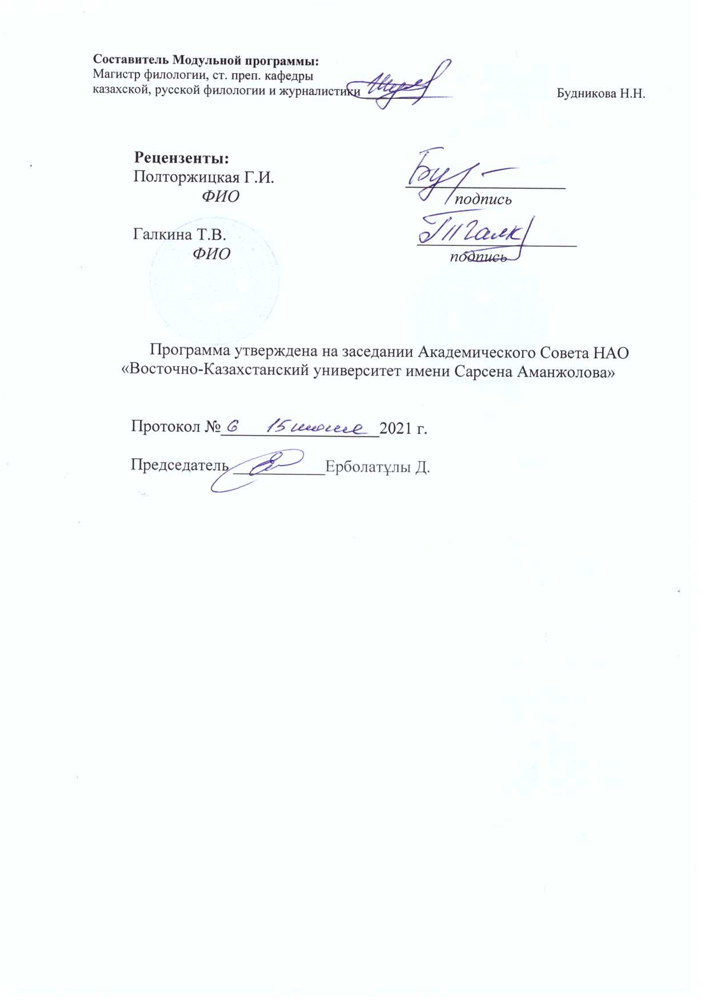 Составитель Модульной программы:
Магистр филологии, ст. преп. кафедры
казахской, русской филологии и журналистики Будникова Н.Н.
Рецензенты:
Полторжицкая Г.И.
ФИО подпись
Галкина Т.В.
ФИО подпись
Программа утверждена на заседании Академического Совета НАО
«Восточно-Казахстанский университет имени Сарсена Аманжолова»
Протокол № 6 15 июня 2021 г.
Председатель Ерболатұлы Д.